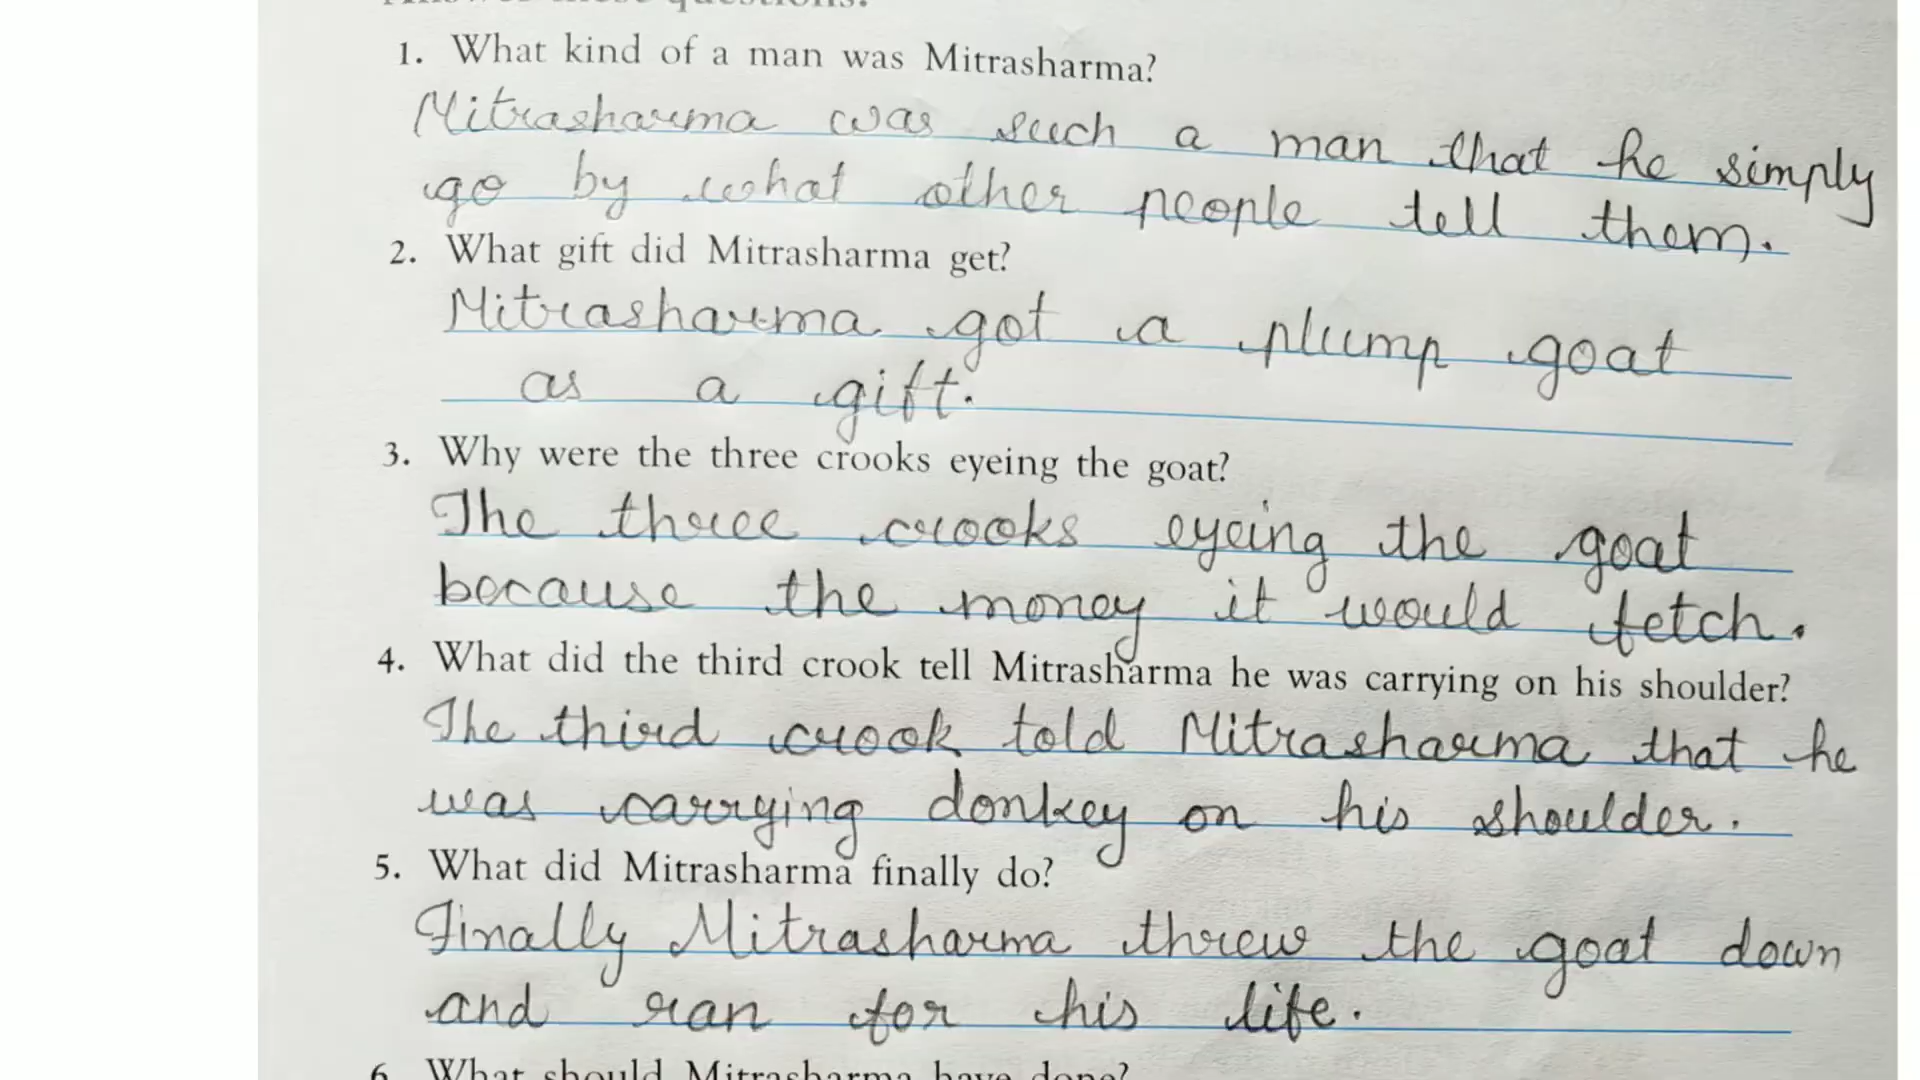 Answer these questions.
1. What kind of a man was Mitrasharma?
Mitrasharma was such a man that he simply
go by what other people tell them.
2. What gift did Mitrasharma get?
Mitrasharma got a plump goat
as a gift.
3. Why were the three crooks eyeing the goat?
The three crooks eyeing the goat
because the money it would fetch.
4. What did the third crook tell Mitrasharma he was carrying on his shoulder?
The third crook told Mitrasharma that he
was carrying donkey on his shoulder.
5. What did Mitrasharma finally do?
Finally Mitrasharma threw the goat down
and ran for his life.
6. What should Mitrasharma have done?